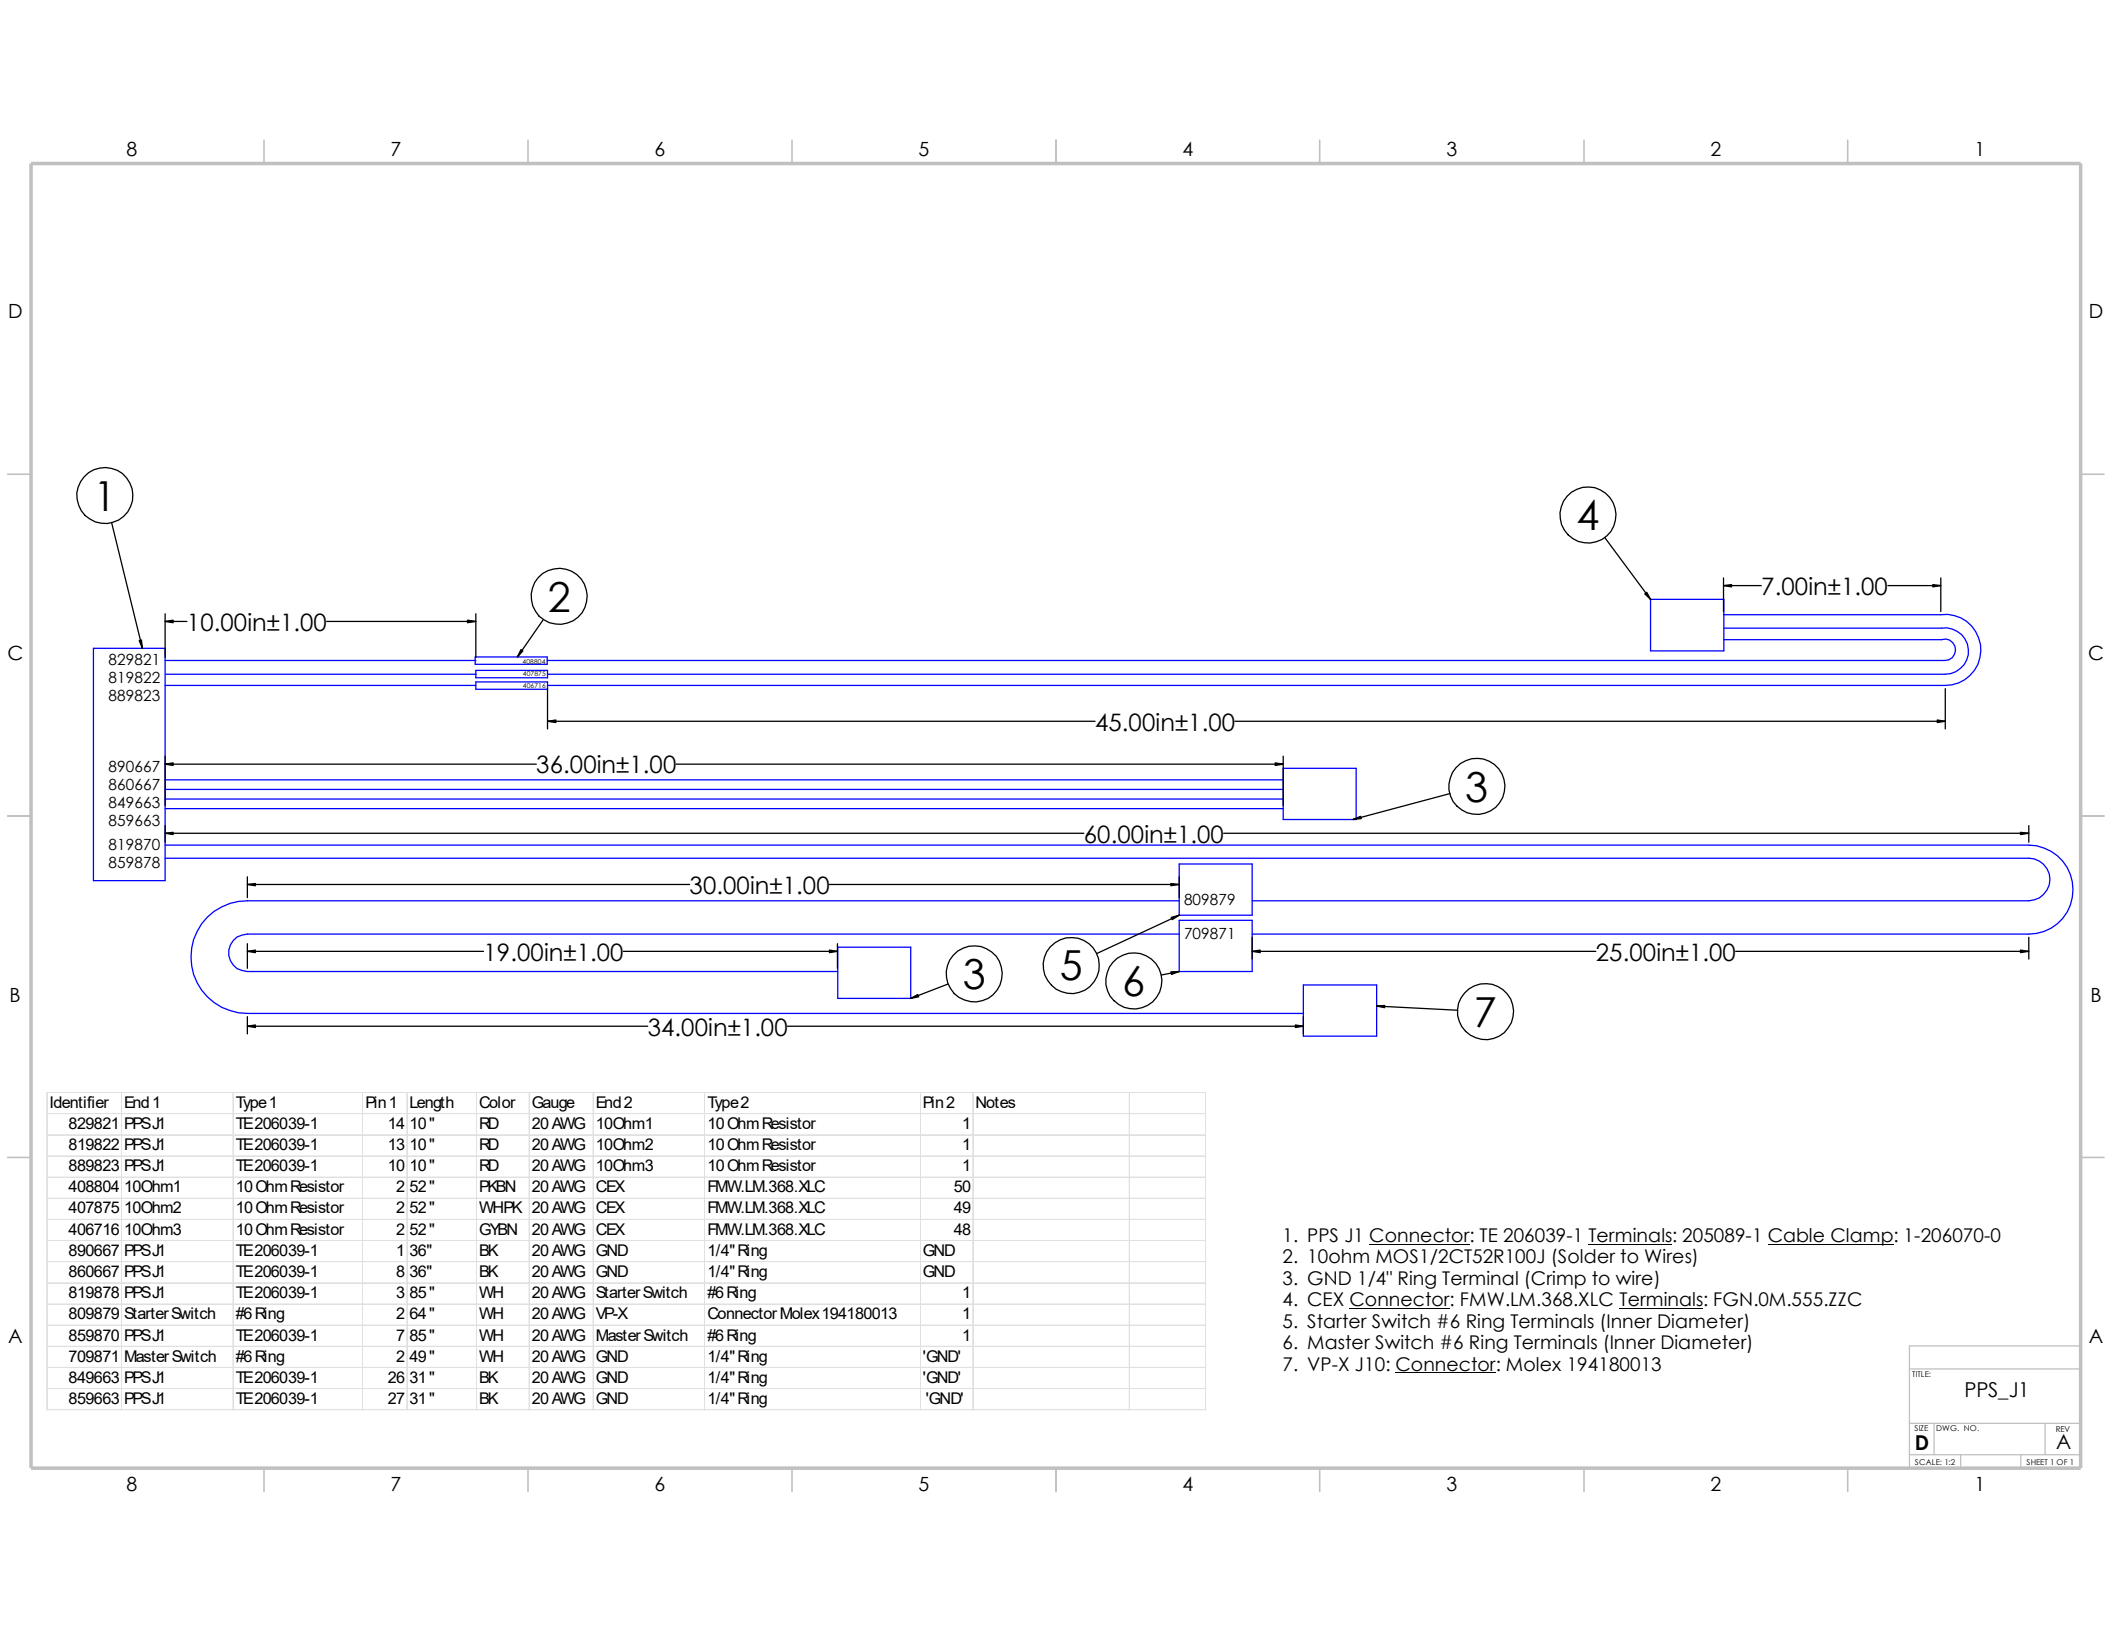 8 7 6 5 4 3 2 1
D D
1
4
2
7.00in±1.00
10.00in±1.00
C C
829821
408804
819822
407875
889823
406716
45.00in±1.00
890667
36.00in±1.00
860667
3
849663
859663
60.00in±1.00
819870
859878
30.00in±1.00
809879
709871
19.00in±1.00
25.00in±1.00
3
5
6
B B
7
34.00in±1.00
Identifier End 1 Type 1 Pin 1 Length Color Gauge End 2 Type 2 Pin 2 Notes
829821 PPSJ1 TE206039-1 14 10" RD 20 AWG 10Ohm1 10 Ohm Resistor 1
819822 PPSJ1 TE206039-1 13 10" RD 20 AWG 10Ohm2 10 Ohm Resistor 1
889823 PPSJ1 TE206039-1 10 10" RD 20 AWG 10Ohm3 10 Ohm Resistor 1
408804 10Ohm1 10 Ohm Resistor 2 52" PKBN 20 AWG CEX FMW.LM.368.XLC 50
407875 10Ohm2 10 Ohm Resistor 2 52" WHPK 20 AWG CEX FMW.LM.368.XLC 49
406716 10Ohm3 10 Ohm Resistor 2 52" GYBN 20 AWG CEX FMW.LM.368.XLC 48
890667 PPSJ1 TE206039-1 1 36" BK 20 AWG GND 1/4" Ring GND
860667 PPSJ1 TE206039-1 8 36" BK 20 AWG GND 1/4" Ring GND
819878 PPSJ1 TE206039-1 3 85" WH 20 AWG Starter Switch #6 Ring 1
809879 Starter Switch #6 Ring 2 64" WH 20 AWG VP-X Connector Molex 194180013 1
859870 PPSJ1 TE206039-1 7 85" WH 20 AWG Master Switch #6 Ring 1
709871 Master Switch #6 Ring 2 49" WH 20 AWG GND 1/4" Ring 'GND'
849663 PPSJ1 TE206039-1 26 31" BK 20 AWG GND 1/4" Ring 'GND'
859663 PPSJ1 TE206039-1 27 31" BK 20 AWG GND 1/4" Ring 'GND'
1. PPS J1 Connector: TE 206039-1 Terminals: 205089-1 Cable Clamp: 1-206070-0
2. 10ohm MOS1/2CT52R100J (Solder to Wires)
3. GND 1/4" Ring Terminal (Crimp to wire)
4. CEX Connector: FMW.LM.368.XLC Terminals: FGN.0M.555.ZZC
5. Starter Switch #6 Ring Terminals (Inner Diameter)
6. Master Switch #6 Ring Terminals (Inner Diameter)
7. VP-X J10: Connector: Molex 194180013
A A
TITLE:
PPS_J1
SIZE DWG. NO. REV
D A
SCALE: 1:2 SHEET 1 OF 1
8 7 6 5 4 3 2 1